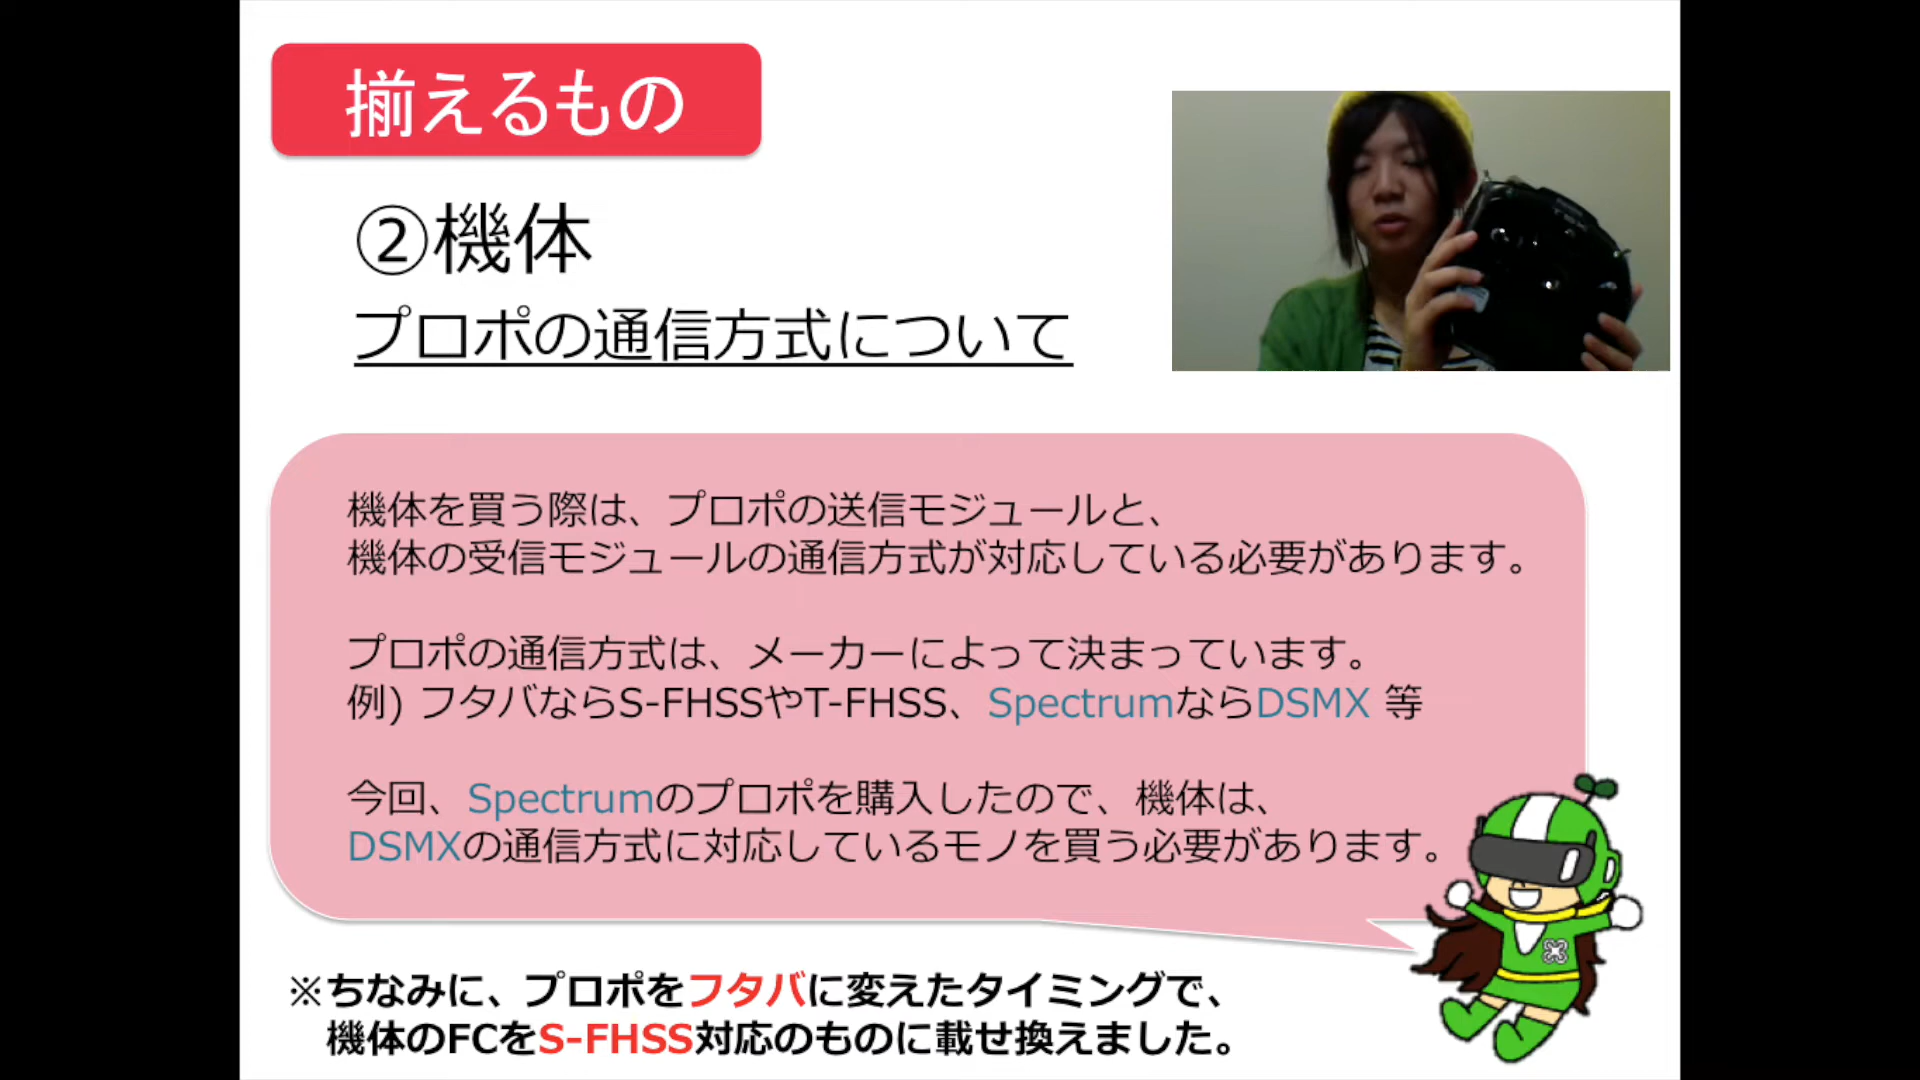 揃えるもの
②機体
プロポの通信方式について
機体を買う際は、プロポの送信モジュールと、
機体の受信モジュールの通信方式が対応している必要があります。
プロポの通信方式は、メーカーによって決まっています。
例) フタバならS-FHSSやT-FHSS、SpectrumならDSMX 等
今回、Spectrumのプロポを購入したので、機体は、
DSMXの通信方式に対応しているモノを買う必要があります。
※ちなみに、プロポをフタバに変えたタイミングで、
機体のFCをS-FHSS対応のものに載せ換えました。